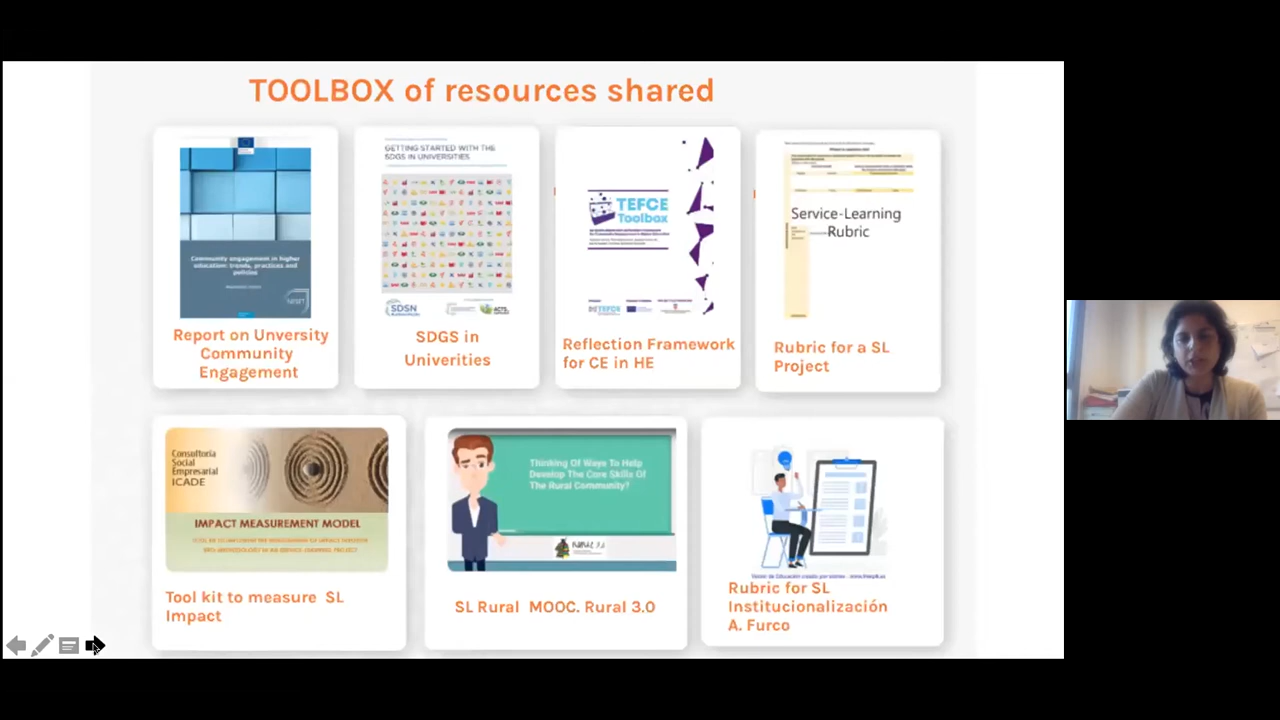 TOOLBOX of resources shared
Community engagement in higher
education: trends, practices and
policies
Report on Unversity
Community
Engagement
GETTING STARTED WITH THE
SDGS IN UNIVERSITIES
SDSN
SDGS in
Univerities
TEFCE
Toolbox
TEFCE
Reflection Framework
for CE in HE
Service-Learning
Rubric
Rubric for a SL
Project
Consultoría
Social
Empresarial
ICADE
IMPACT MEASUREMENT MODEL
Tool kit to measure SL
Impact
Thinking Of Ways To Help
Develop The Core Skills Of
The Rural Community?
SL Rural MOOC. Rural 3.0
Rubric for SL
Institucionalización
A. Furco